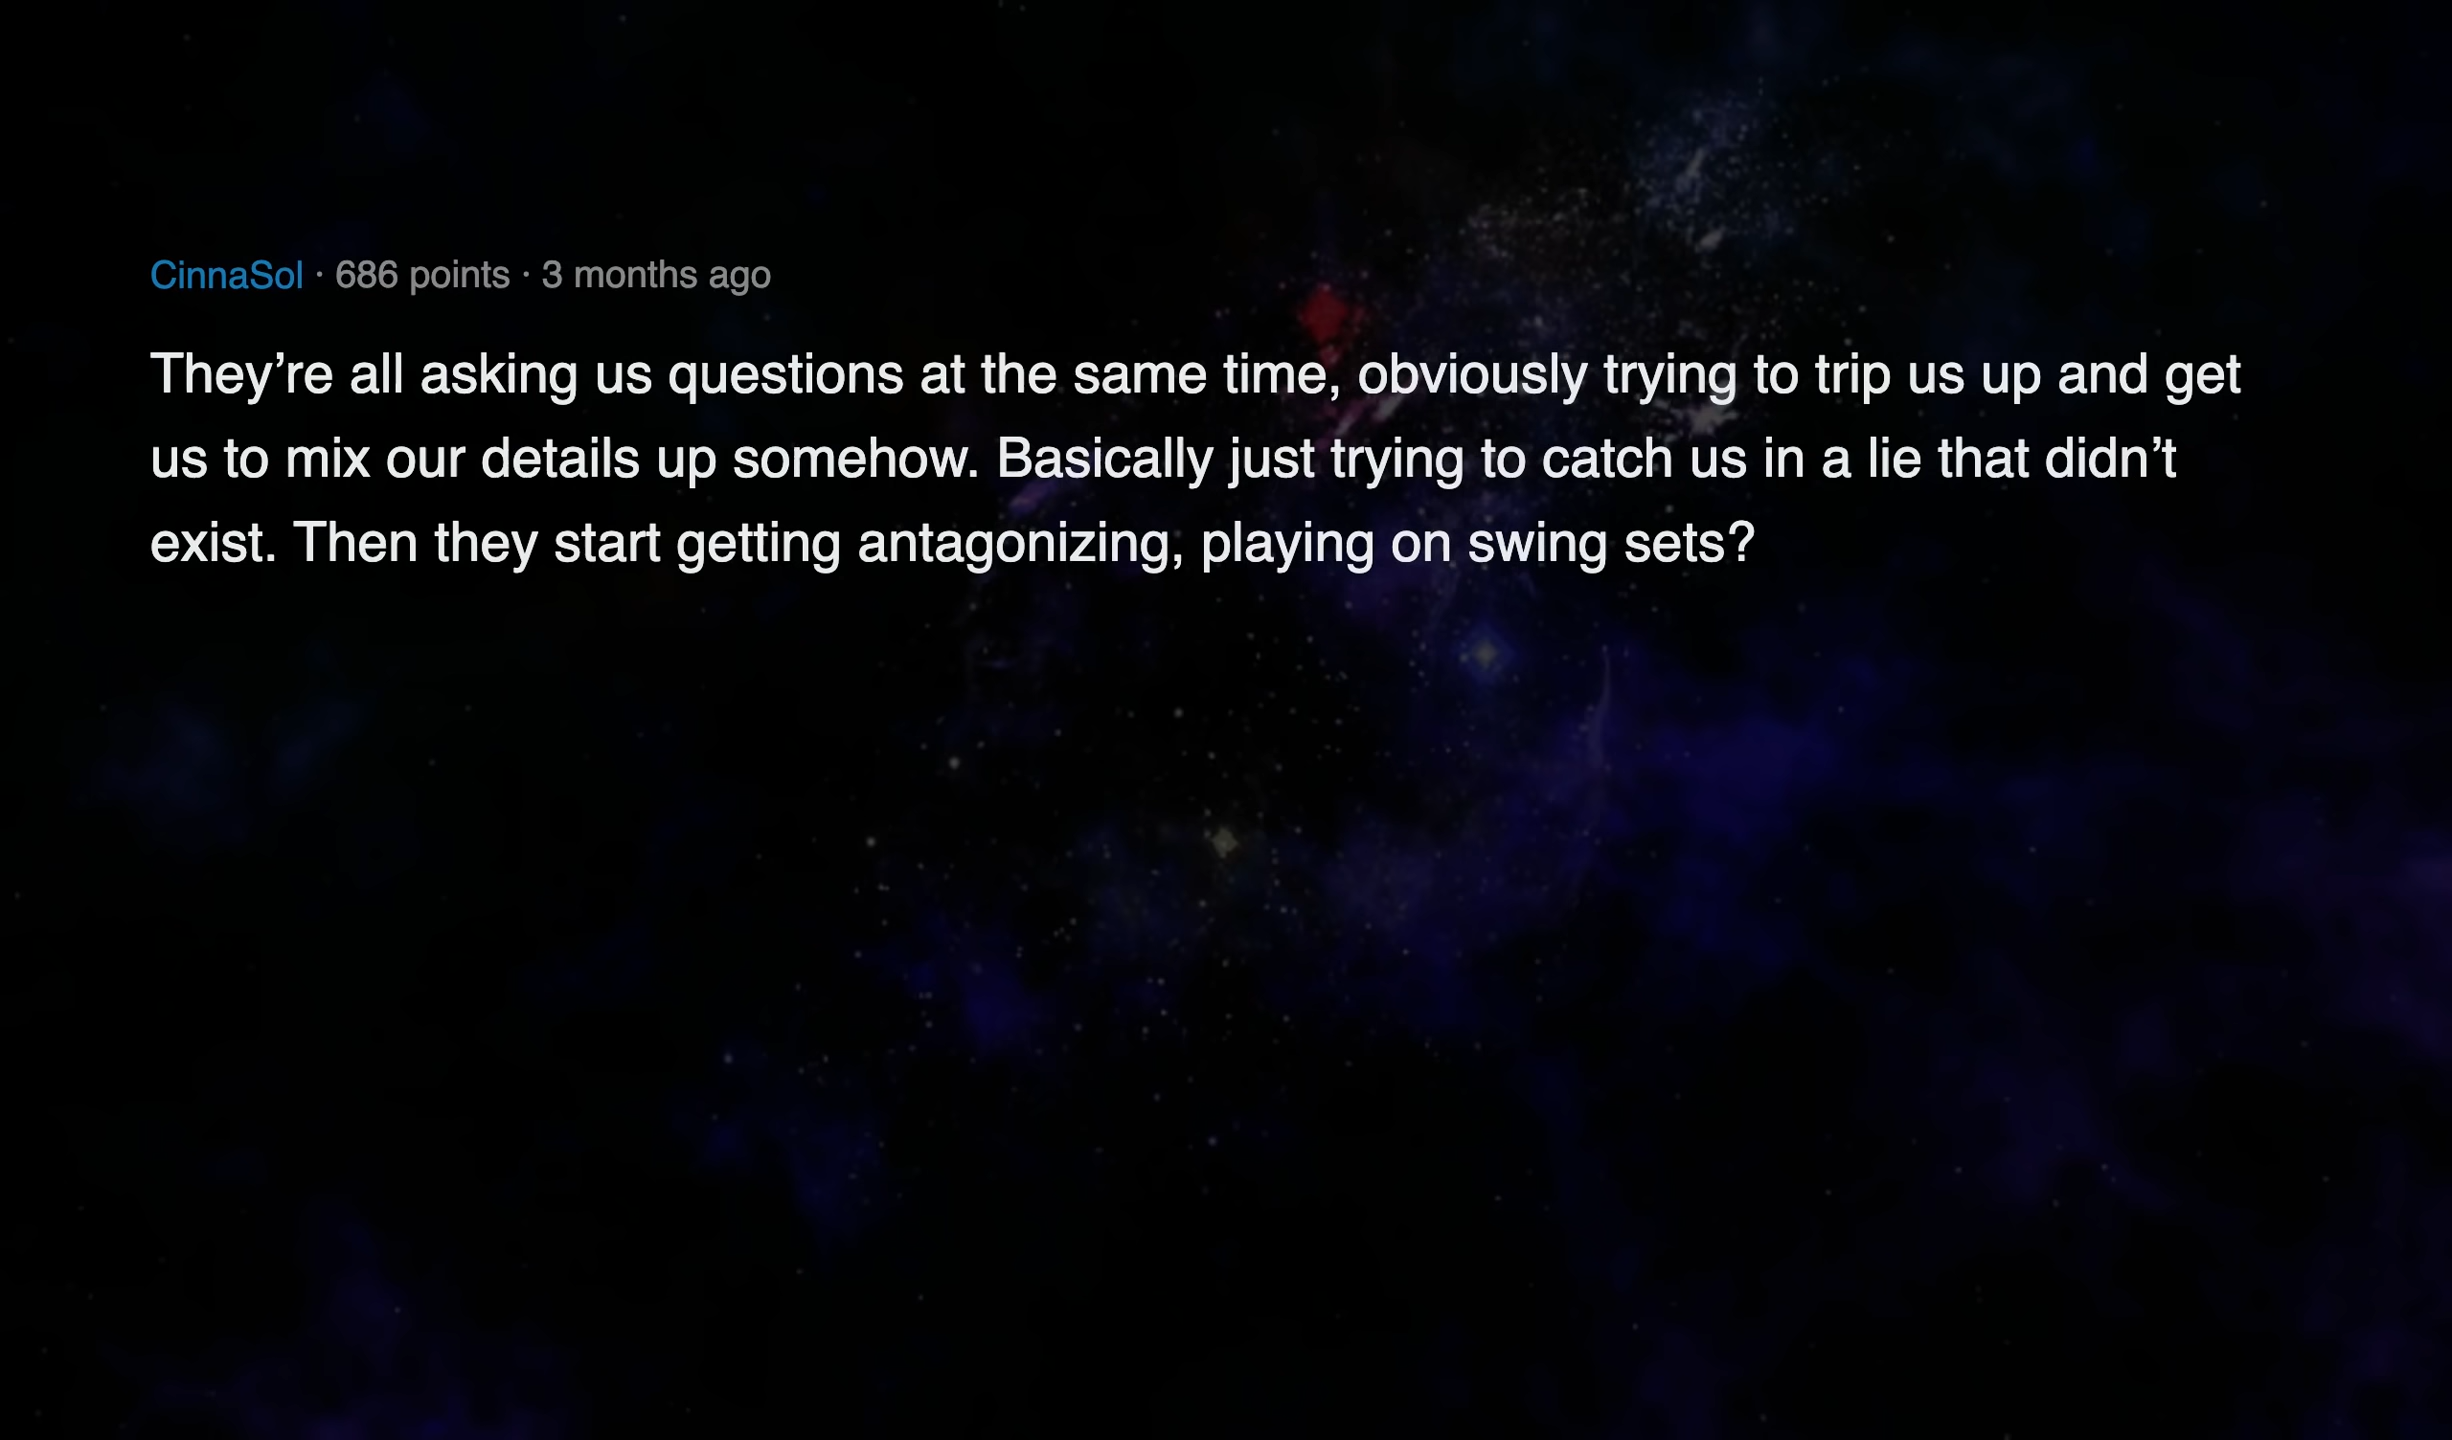 CinnaSol · 686 points · 3 months ago
They’re all asking us questions at the same time, obviously trying to trip us up and get
us to mix our details up somehow. Basically just trying to catch us in a lie that didn’t
exist. Then they start getting antagonizing, playing on swing sets?